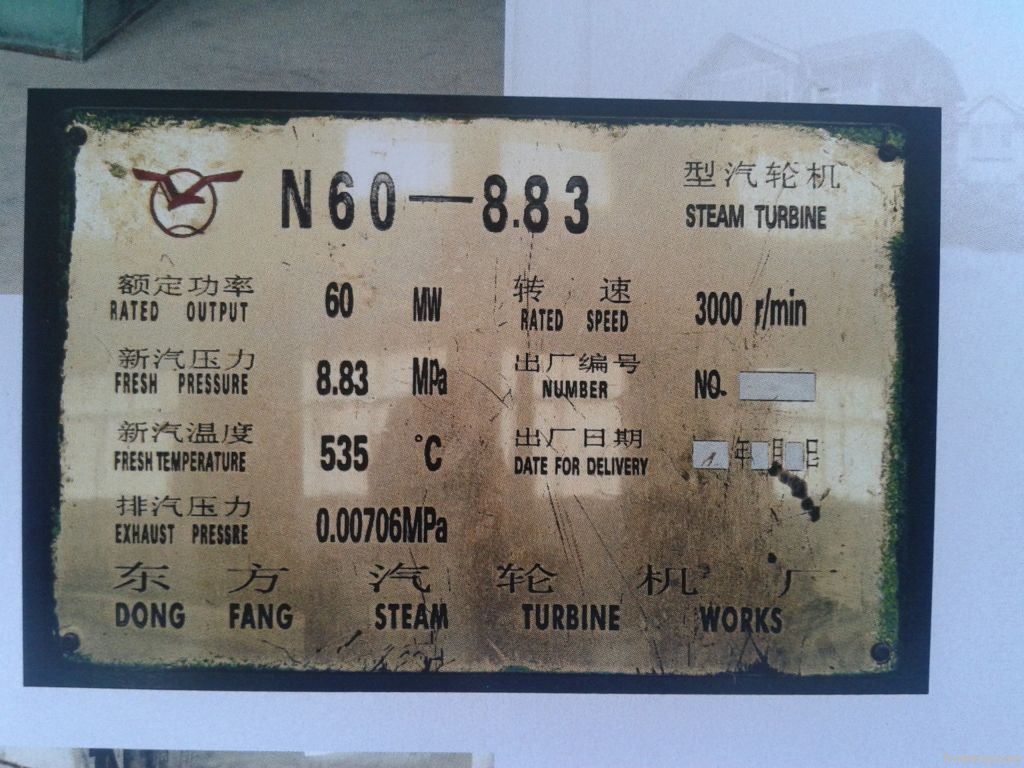 N60—8.83 型汽轮机
STEAM TURBINE
额定功率 60 MW 转 速 3000 r/min
RATED OUTPUT RATED SPEED
新汽压力 8.83 MPa 出厂编号 NO.
FRESH PRESSURE NUMBER
新汽温度 535 °C 出厂日期 年 月 日
FRESH TEMPERATURE DATE FOR DELIVERY
排汽压力 0.00706MPa
EXHAUST PRESSRE
东 方 汽 轮 机 厂
DONG FANG STEAM TURBINE WORKS